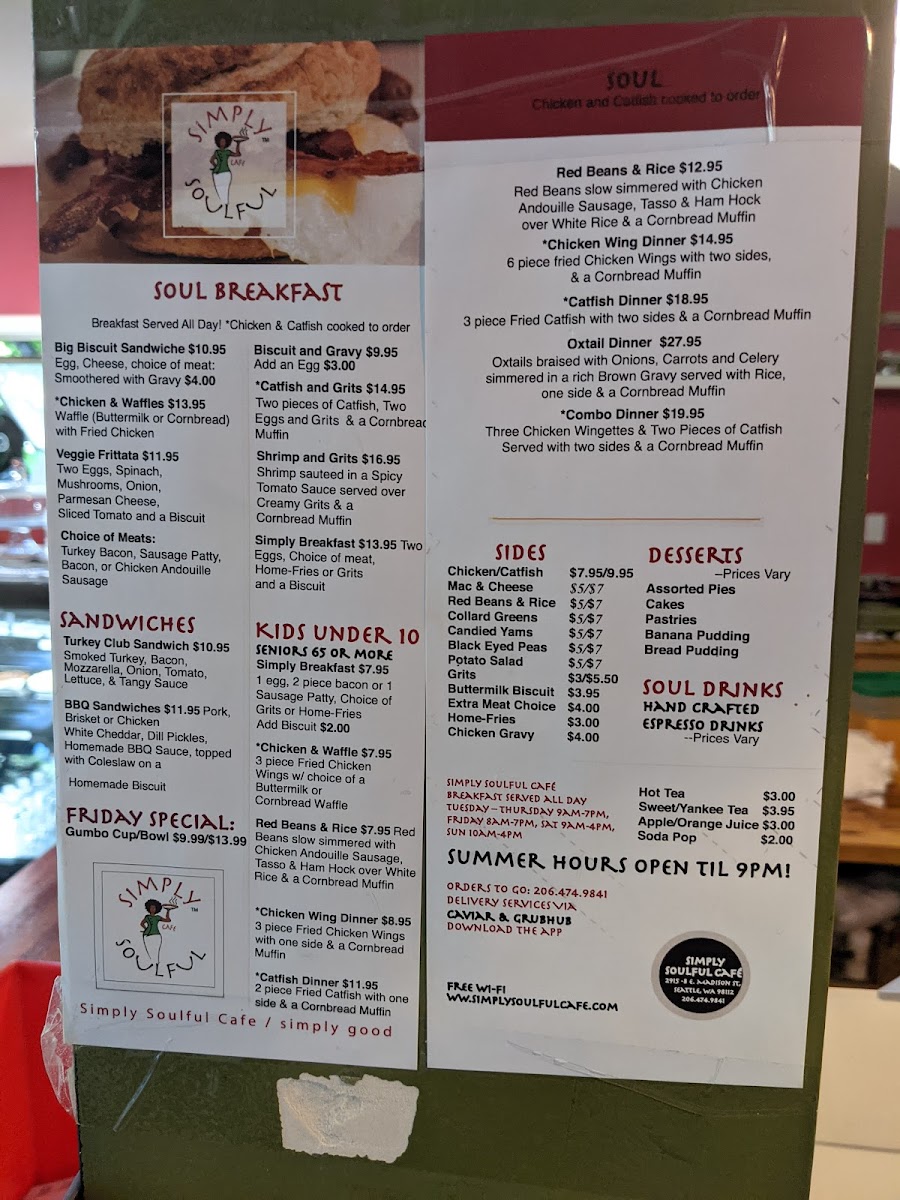 SIMPLY
CAFE
TM
SOULFUL
SOUL BREAKFAST
Breakfast Served All Day! *Chicken & Catfish cooked to order
Big Biscuit Sandwiche $10.95
Egg, Cheese, choice of meat:
Smoothered with Gravy $4.00
*Chicken & Waffles $13.95
Waffle (Buttermilk or Cornbread)
with Fried Chicken
Veggie Frittata $11.95
Two Eggs, Spinach,
Mushrooms, Onion,
Parmesan Cheese,
Sliced Tomato and a Biscuit
Choice of Meats:
Turkey Bacon, Sausage Patty,
Bacon, or Chicken Andouille
Sausage
Biscuit and Gravy $9.95
Add an Egg $3.00
*Catfish and Grits $14.95
Two pieces of Catfish, Two
Eggs and Grits & a Cornbread
Muffin
Shrimp and Grits $16.95
Shrimp sauteed in a Spicy
Tomato Sauce served over
Creamy Grits & a
Cornbread Muffin
Simply Breakfast $13.95 Two
Eggs, Choice of meat,
Home-Fries or Grits
and a Biscuit
SANDWICHES
Turkey Club Sandwich $10.95
Smoked Turkey, Bacon,
Mozzarella, Onion, Tomato,
Lettuce, & Tangy Sauce
BBQ Sandwiches $11.95 Pork,
Brisket or Chicken
White Cheddar, Dill Pickles,
Homemade BBQ Sauce, topped
with Coleslaw on a
Homemade Biscuit
FRIDAY SPECIAL:
Gumbo Cup/Bowl $9.99/$13.99
SIMPLY
TM
CAFE
SOULFUL
KIDS UNDER 10
SENIORS 65 OR MORE
Simply Breakfast $7.95
1 egg, 2 piece bacon or 1
Sausage Patty, Choice of
Grits or Home-Fries
Add Biscuit $2.00
*Chicken & Waffle $7.95
3 piece Fried Chicken
Wings w/ choice of a
Buttermilk or
Cornbread Waffle
Red Beans & Rice $7.95 Red
Beans slow simmered with
Chicken Andouille Sausage,
Tasso & Ham Hock over White
Rice & a Cornbread Muffin
*Chicken Wing Dinner $8.95
3 piece Fried Chicken Wings
with one side & a Cornbread
Muffin
*Catfish Dinner $11.95
2 piece Fried Catfish with one
side & a Cornbread Muffin
Simply Soulful Cafe / simply good
SOUL
Chicken and Catfish cooked to order
Red Beans & Rice $12.95
Red Beans slow simmered with Chicken
Andouille Sausage, Tasso & Ham Hock
over White Rice & a Cornbread Muffin
*Chicken Wing Dinner $14.95
6 piece fried Chicken Wings with two sides,
& a Cornbread Muffin
*Catfish Dinner $18.95
3 piece Fried Catfish with two sides & a Cornbread Muffin
Oxtail Dinner $27.95
Oxtails braised with Onions, Carrots and Celery
simmered in a rich Brown Gravy served with Rice,
one side & a Cornbread Muffin
*Combo Dinner $19.95
Three Chicken Wingettes & Two Pieces of Catfish
Served with two sides & a Cornbread Muffin
SIDES
Chicken/Catfish $7.95/9.95
Mac & Cheese $5/$7
Red Beans & Rice $5/$7
Collard Greens $5/$7
Candied Yams $5/$7
Black Eyed Peas $5/$7
Potato Salad $5/$7
Grits $3/$5.50
Buttermilk Biscuit $3.95
Extra Meat Choice $4.00
Home-Fries $3.00
Chicken Gravy $4.00
DESSERTS
--Prices Vary
Assorted Pies
Cakes
Pastries
Banana Pudding
Bread Pudding
SOUL DRINKS
HAND CRAFTED
ESPRESSO DRINKS
--Prices Vary
Hot Tea $3.00
Sweet/Yankee Tea $3.95
Apple/Orange Juice $3.00
Soda Pop $2.00
SIMPLY SOULFUL CAFÉ
BREAKFAST SERVED ALL DAY
TUESDAY – THURSDAY 9AM-7PM,
FRIDAY 8AM-7PM, SAT 9AM-4PM,
SUN 10AM-4PM
SUMMER HOURS OPEN TIL 9PM!
ORDERS TO GO: 206.474.9841
DELIVERY SERVICES VIA
CAVIAR & GRUBHUB
DOWNLOAD THE APP
FREE WI-FI
WW.SIMPLYSOULFULCAFE.COM
SIMPLY
SOULFUL CAFÉ
2915 -B E. MADISON ST.
SEATTLE, WA 98112
206.474.9841